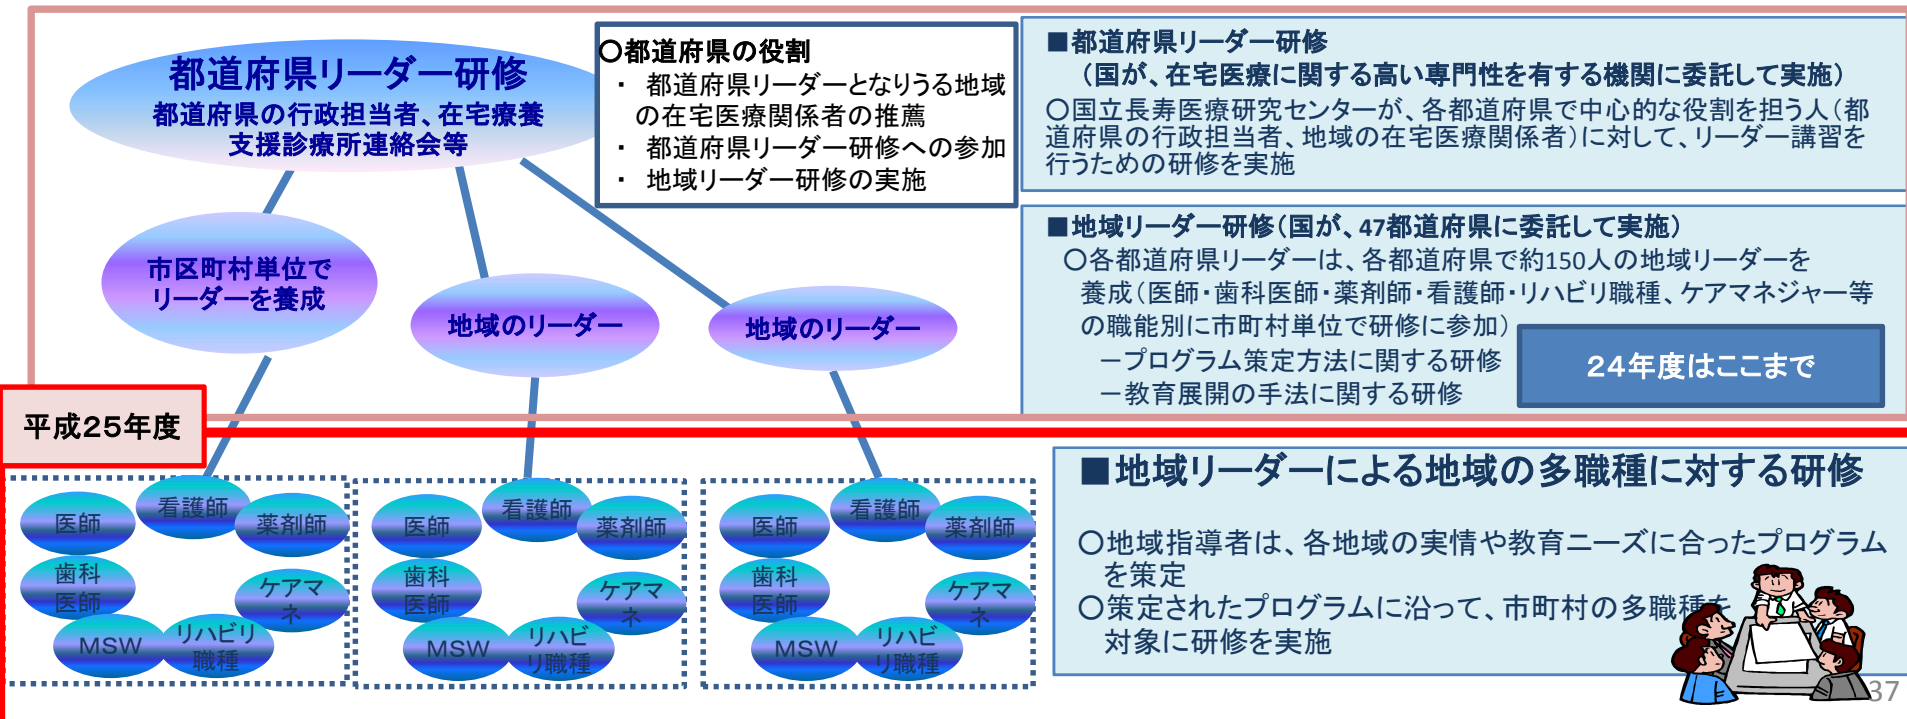 都道府県リーダー研修
都道府県の行政担当者、在宅療養
支援診療所連絡会等
〇都道府県の役割
・ 都道府県リーダーとなりうる地域
の在宅医療関係者の推薦
・ 都道府県リーダー研修への参加
・ 地域リーダー研修の実施
■都道府県リーダー研修
（国が、在宅医療に関する高い専門性を有する機関に委託して実施）
〇国立長寿医療研究センターが、各都道府県で中心的な役割を担う人（都
道府県の行政担当者、地域の在宅医療関係者）に対して、リーダー講習を
行うための研修を実施
市区町村単位で
リーダーを養成
地域のリーダー
地域のリーダー
■地域リーダー研修（国が、47都道府県に委託して実施）
〇各都道府県リーダーは、各都道府県で約150人の地域リーダーを
養成（医師・歯科医師・薬剤師・看護師・リハビリ職種、ケアマネジャー等
の職能別に市町村単位で研修に参加）
－プログラム策定方法に関する研修
－教育展開の手法に関する研修
２４年度はここまで
平成２５年度
医師
看護師
薬剤師
歯科
医師
ケアマ
ネ
MSW
リハビリ
職種
医師
看護師
薬剤師
歯科
医師
ケアマ
ネ
MSW
リハビ
リ職種
医師
看護師
薬剤師
歯科
医師
ケアマ
ネ
MSW
リハビ
リ職種
■地域リーダーによる地域の多職種に対する研修
〇地域指導者は、各地域の実情や教育ニーズに合ったプログラム
を策定
〇策定されたプログラムに沿って、市町村の多職種を
対象に研修を実施
37